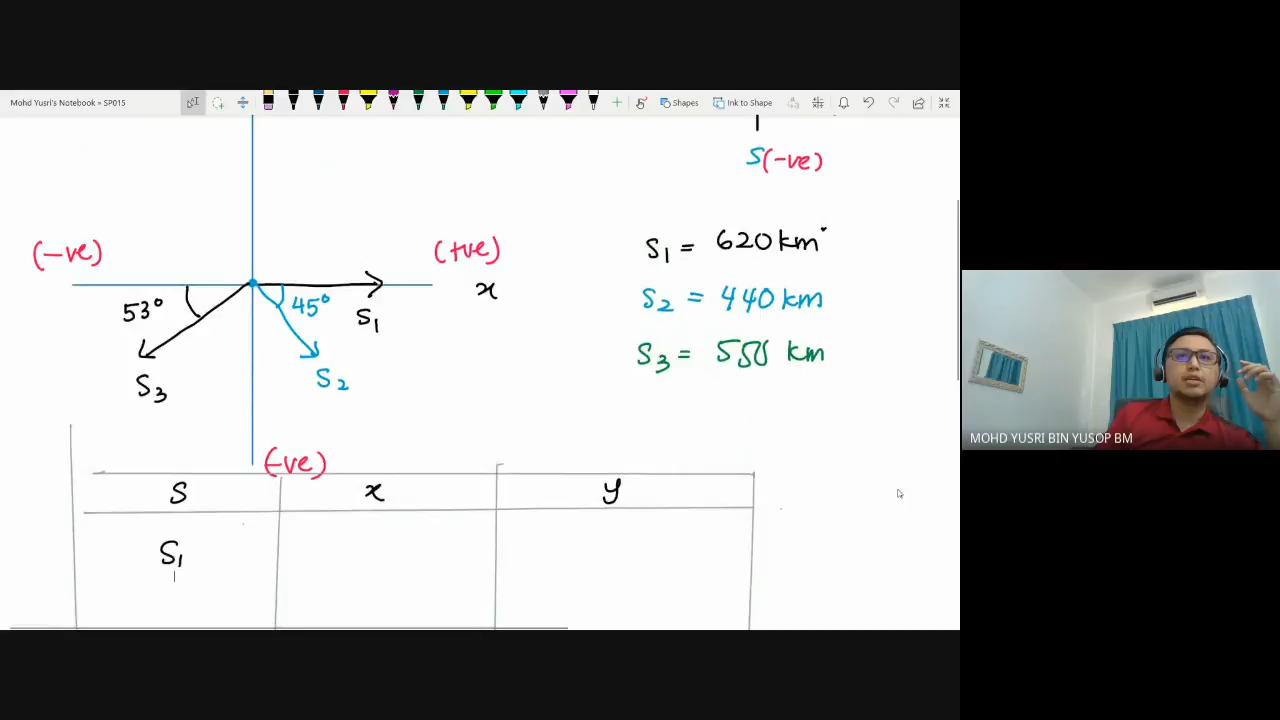 Mohd Yusri's Notebook » SP015
Shapes
Ink to Shape
S(-ve)
(-ve)
(+ve)
x
53°
45°
S1
S2
S3
S1 = 620 km
S2 = 440 km
S3 = 550 km
(-ve)
S x y
S1
MOHD YUSRI BIN YUSOP BM